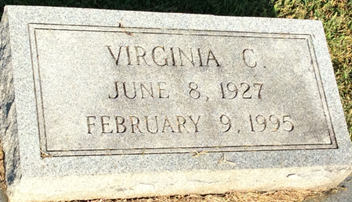 VIRGINIA C.
JUNE 8, 1927
FEBRUARY 9, 1995